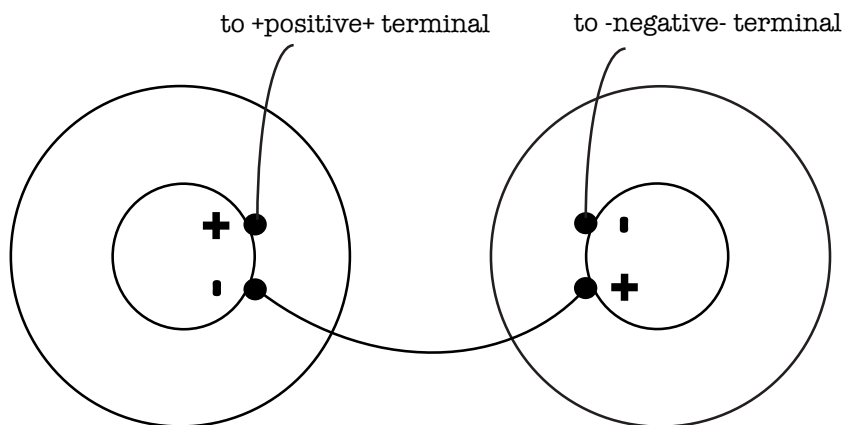 to +positive+ terminal
to -negative- terminal
+ -
- +